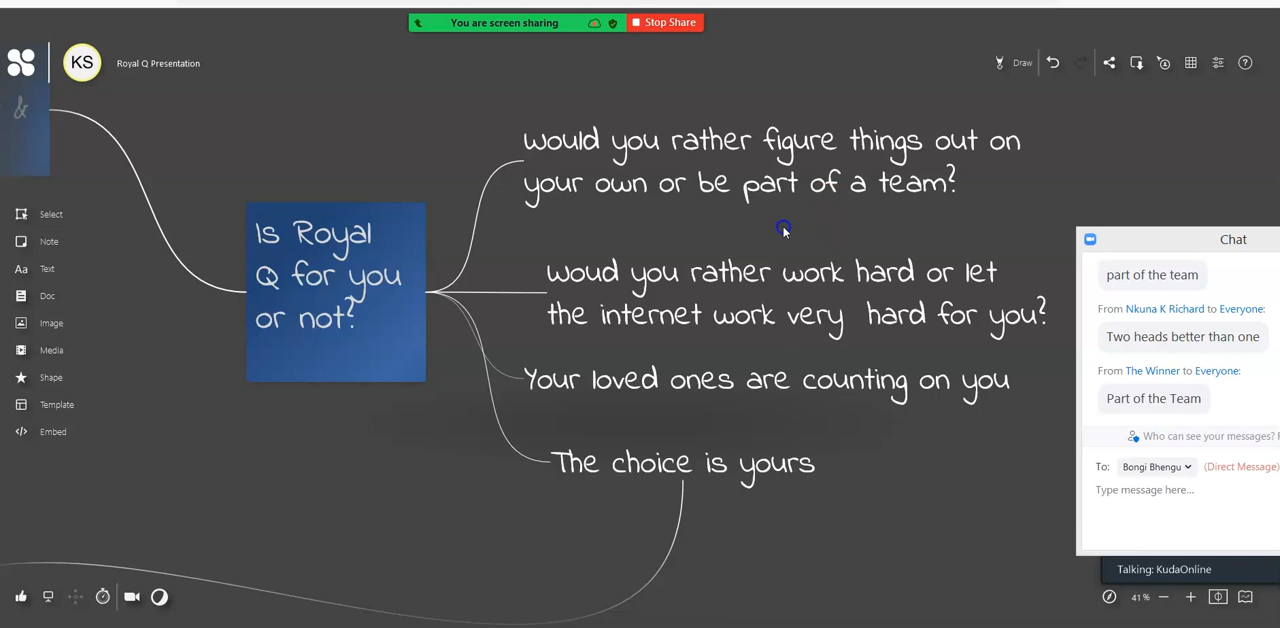 You are screen sharing
Stop Share
KS
Royal Q Presentation
Draw
&
Select
Note
Aa Text
Doc
Image
Media
Shape
Template
Embed
Is Royal
Q for you
or not?
would you rather figure things out on
your own or be part of a team?
woud you rather work hard or let
the internet work very hard for you?
Your loved ones are counting on you
The choice is yours
Chat
part of the team
From Nkuna K Richard to Everyone:
Two heads better than one
From The Winner to Everyone:
Part of the Team
Who can see your messages?
To: Bongi Bhengu (Direct Message)
Type message here...
Talking: KudaOnline
41%